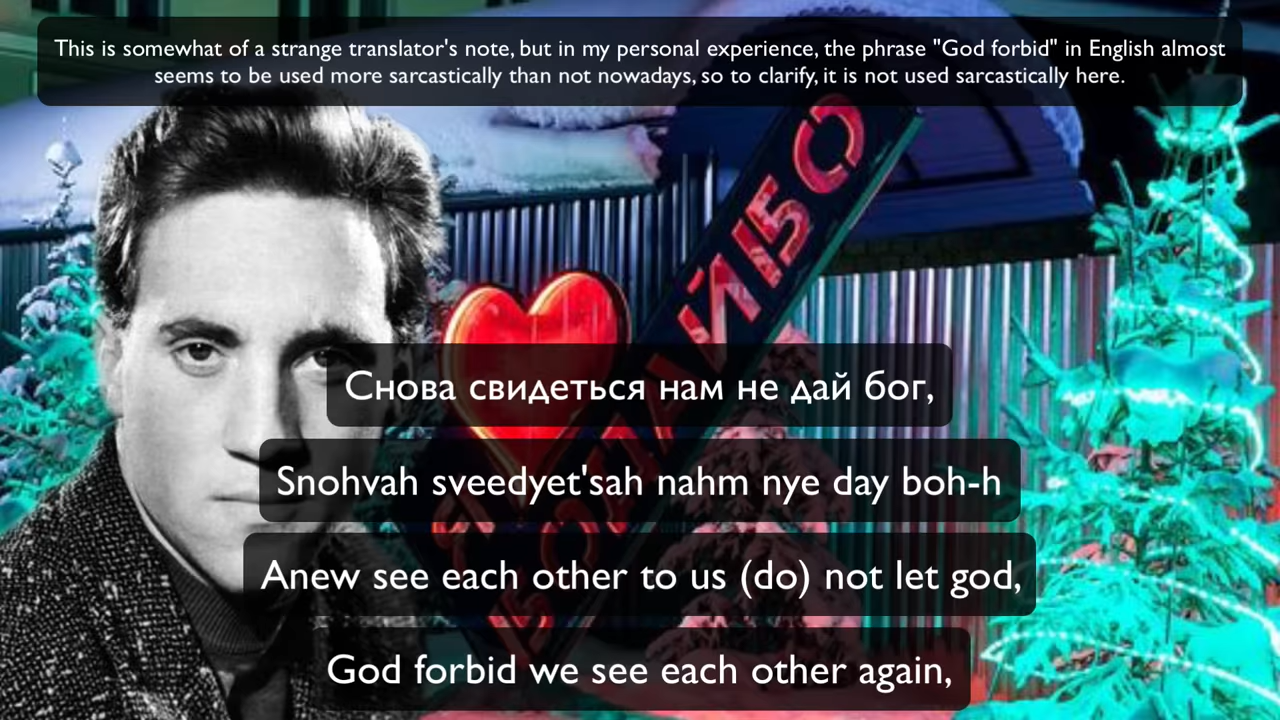 This is somewhat of a strange translator's note, but in my personal experience, the phrase "God forbid" in English almost
seems to be used more sarcastically than not nowadays, so to clarify, it is not used sarcastically here.
Снова свидеться нам не дай бог,
Snohvah sveedyet'sah nahm nye day boh-h
Anew see each other to us (do) not let god,
God forbid we see each other again,